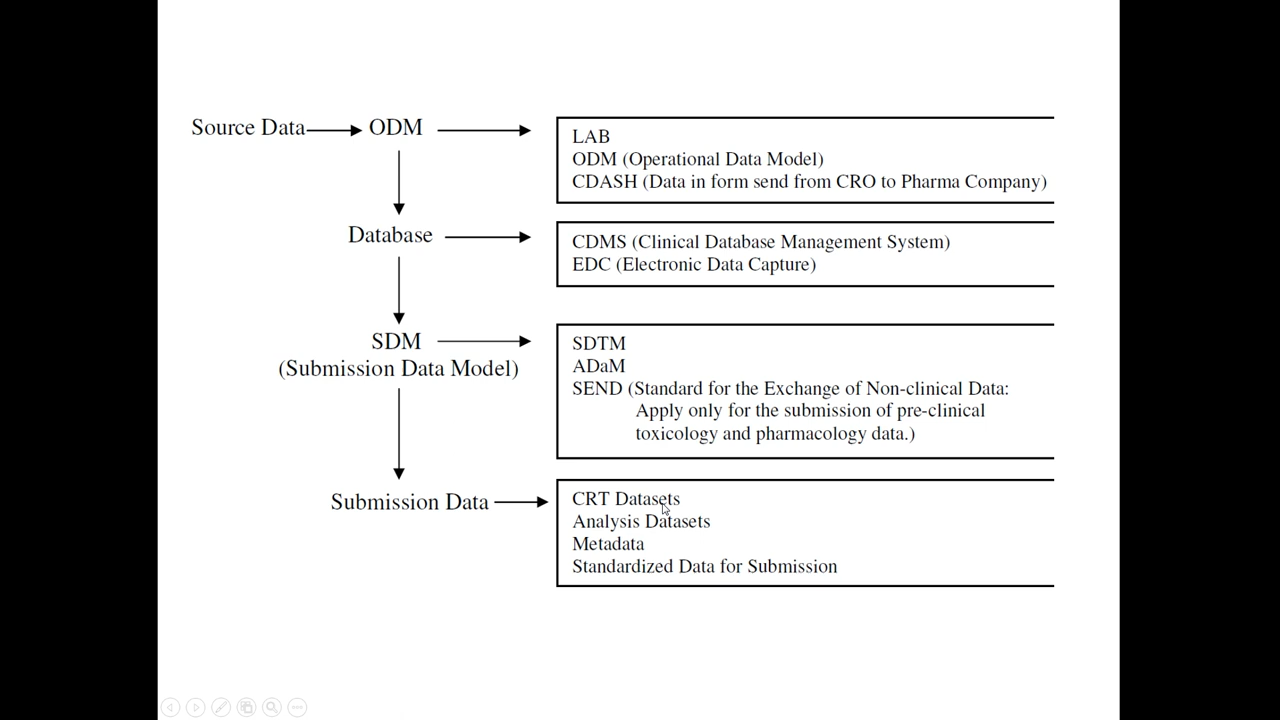 Source Data ODM
LAB
ODM (Operational Data Model)
CDASH (Data in form send from CRO to Pharma Company)
Database
CDMS (Clinical Database Management System)
EDC (Electronic Data Capture)
SDM
(Submission Data Model)
SDTM
ADaM
SEND (Standard for the Exchange of Non-clinical Data:
Apply only for the submission of pre-clinical
toxicology and pharmacology data.)
Submission Data
CRT Datasets
Analysis Datasets
Metadata
Standardized Data for Submission